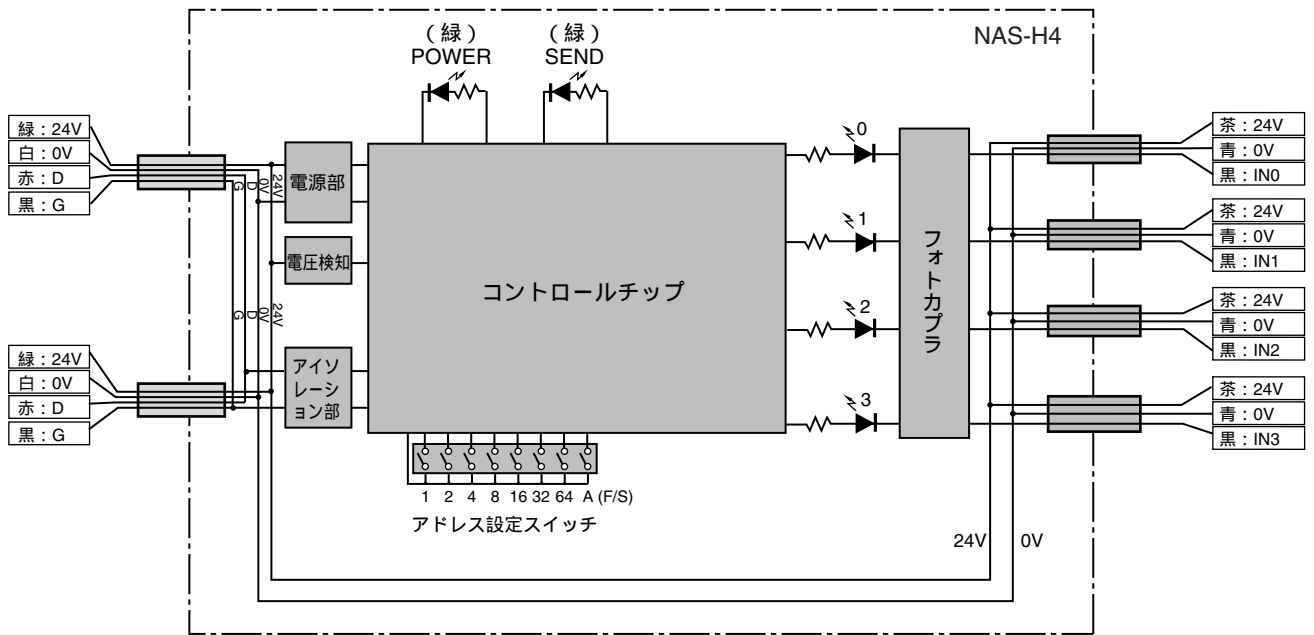 NAS-H4
（緑）
POWER
（緑）
SEND
緑：24V
白：0V
赤：D
黒：G
24V
0V
D
G
電源部
電圧検知
24V
0V
D
G
緑：24V
白：0V
赤：D
黒：G
アイソ
レーシ
ョン部
コントロールチップ
0
1
2
3
フォトカプラ
茶：24V
青：0V
黒：IN0
茶：24V
青：0V
黒：IN1
茶：24V
青：0V
黒：IN2
茶：24V
青：0V
黒：IN3
1 2 4 8 16 32 64 A (F/S)
アドレス設定スイッチ
24V
0V